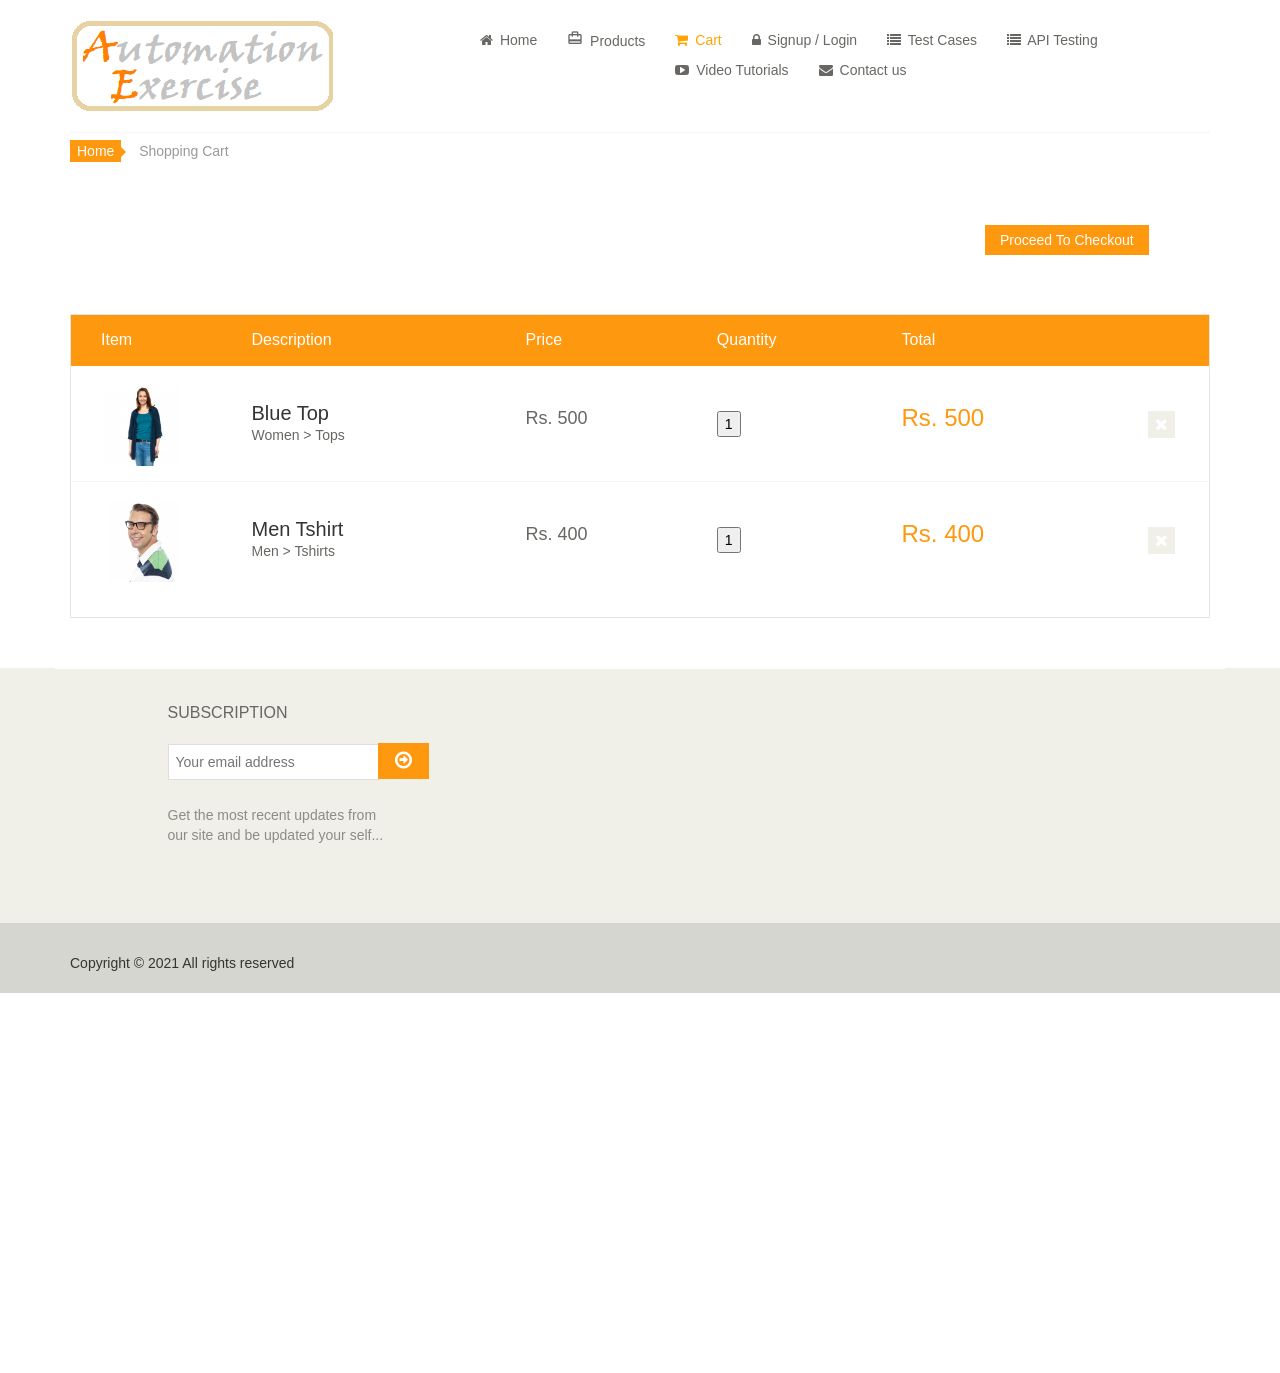 Automation
Exercise
Home Products Cart Signup / Login Test Cases API Testing
Video Tutorials Contact us
Home Shopping Cart
Proceed To Checkout
Item Description Price Quantity Total
Blue Top
Women > Tops
Rs. 500 1 Rs. 500
Men Tshirt
Men > Tshirts
Rs. 400 1 Rs. 400
SUBSCRIPTION
Your email address
Get the most recent updates from
our site and be updated your self...
Copyright © 2021 All rights reserved